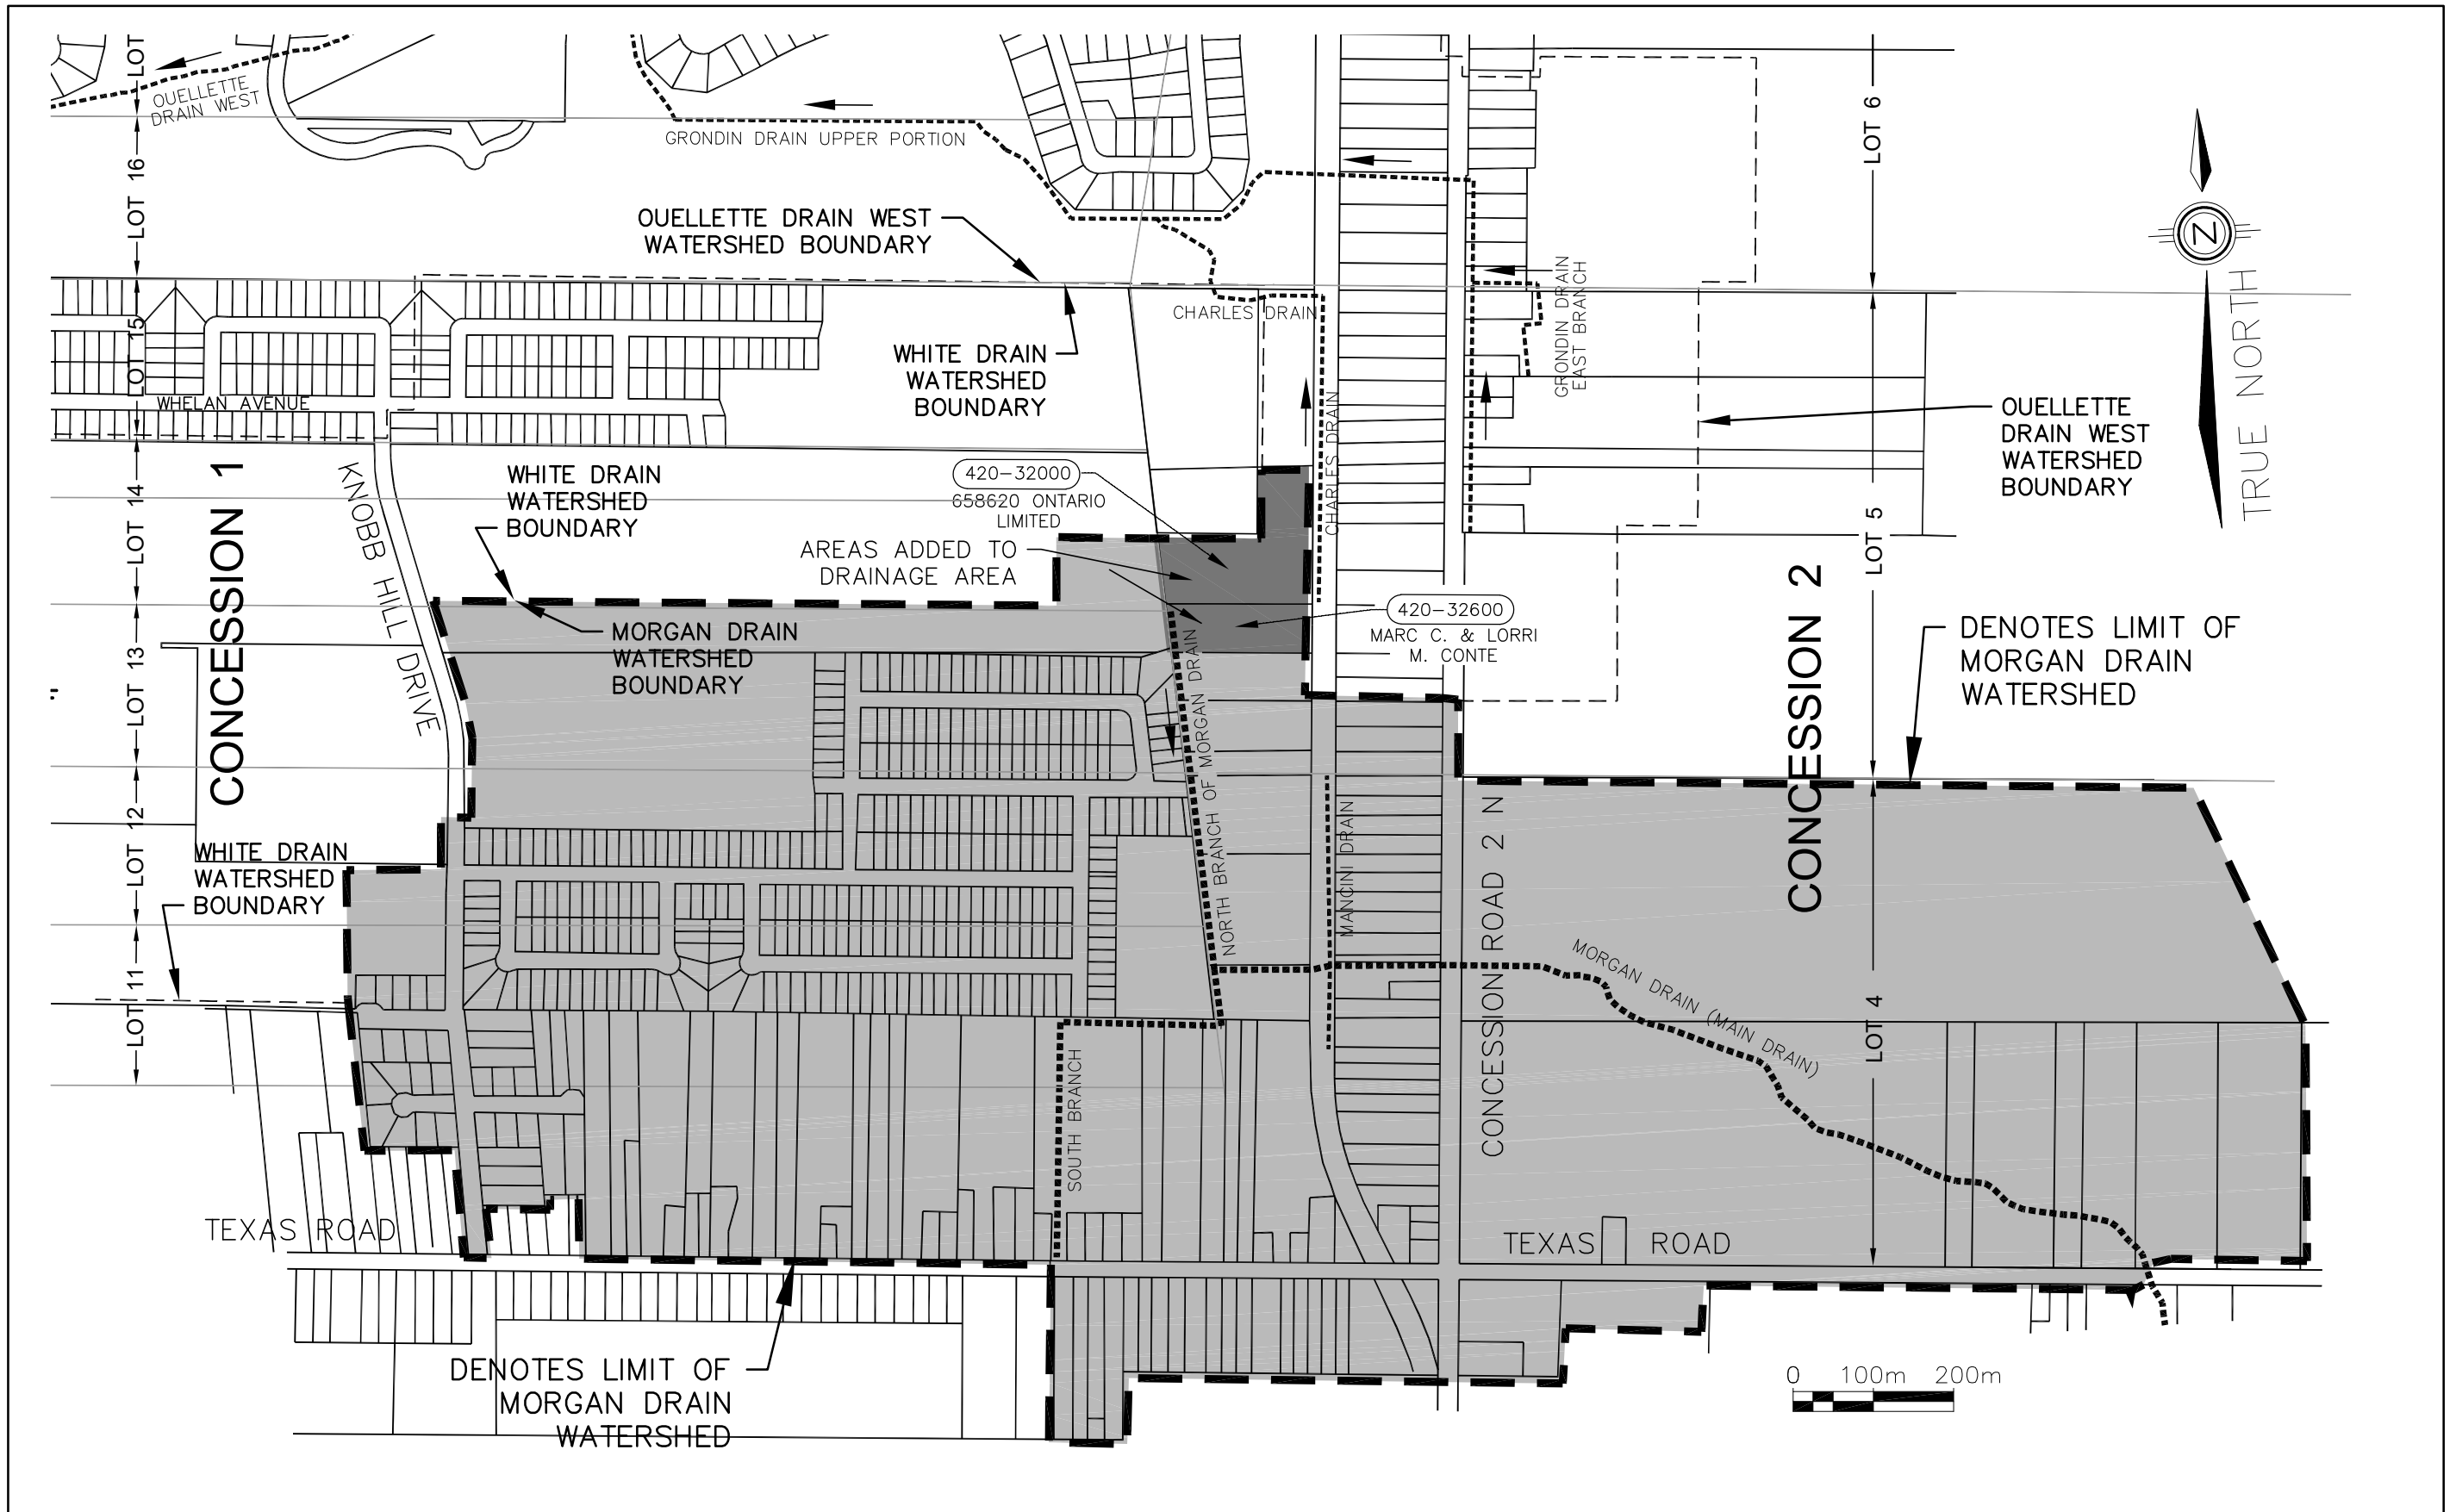 LOT
OUELLETTE
DRAIN WEST
GRONDIN DRAIN UPPER PORTION
LOT 6
LOT 16
OUELLETTE DRAIN WEST
WATERSHED BOUNDARY
N
TRUE NORTH
GRONDIN DRAIN
EAST BRANCH
CHARLES DRAIN
LOT 15
WHITE DRAIN
WATERSHED
BOUNDARY
WHELAN AVENUE
OUELLETTE
DRAIN WEST
WATERSHED
BOUNDARY
CHARLES DRAIN
CONCESSION 1
KNOBB HILL DRIVE
WHITE DRAIN
WATERSHED
BOUNDARY
420-32000
658620 ONTARIO
LIMITED
LOT 14
LOT 5
AREAS ADDED TO
DRAINAGE AREA
CONCESSION 2
420-32600
MARC C. & LORRI
M. CONTE
MORGAN DRAIN
WATERSHED
BOUNDARY
DENOTES LIMIT OF
MORGAN DRAIN
WATERSHED
LOT 13
NORTH BRANCH OF MORGAN DRAIN
MANCINI DRAN
CONCESSION ROAD 2 N
LOT 12
WHITE DRAIN
WATERSHED
BOUNDARY
MORGAN DRAIN (MAIN DRAIN)
LOT 11
LOT 4
SOUTH BRANCH
TEXAS ROAD
TEXAS ROAD
DENOTES LIMIT OF
MORGAN DRAIN
WATERSHED
0 100m 200m